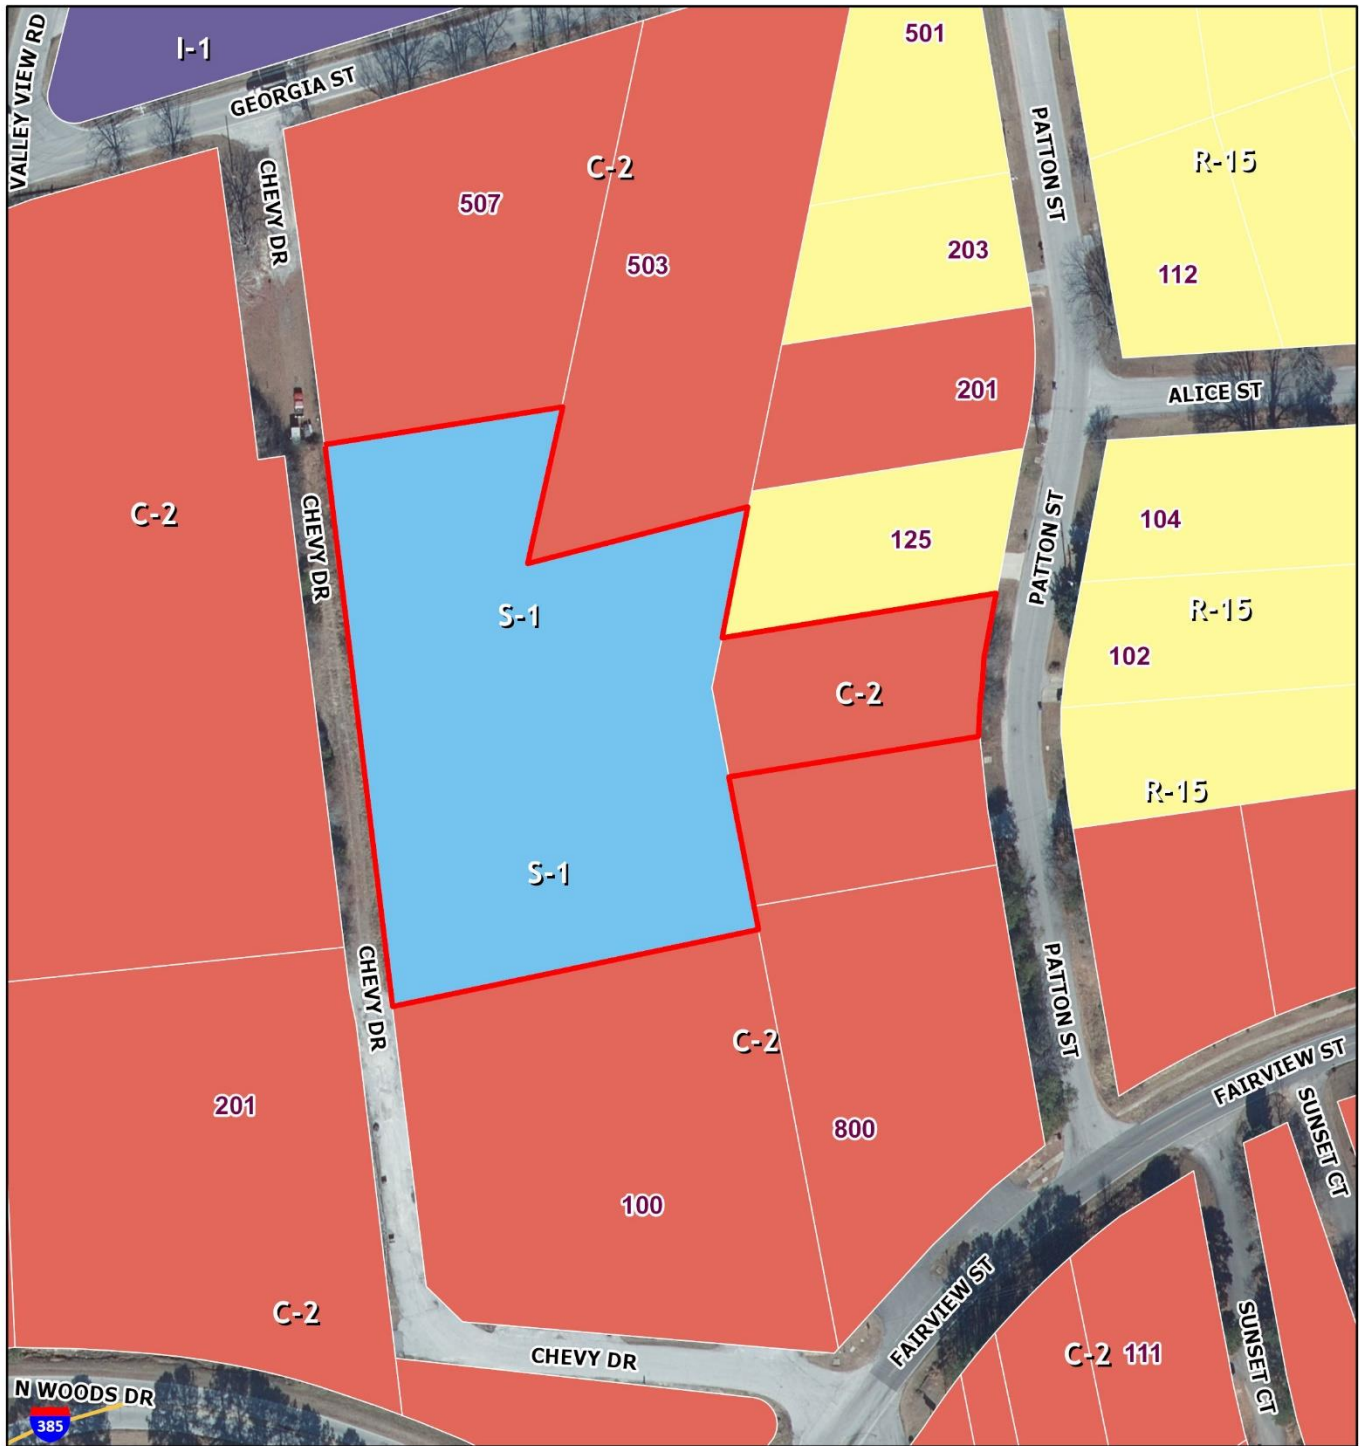 501
I-1
GEORGIA ST
VALLEY VIEW RD
PATTON ST
R-15
C-2
CHEVY DR
507
203
503
112
201
ALICE ST
C-2
CHEVY DR
125
PATTON ST
104
S-1
R-15
102
C-2
R-15
S-1
CHEVY DR
PATTON ST
C-2
FAIRVIEW ST
201
800
SUNSET CT
100
C-2
FAIRVIEW ST
CHEVY DR
C-2
111
SUNSET CT
N WOODS DR
385